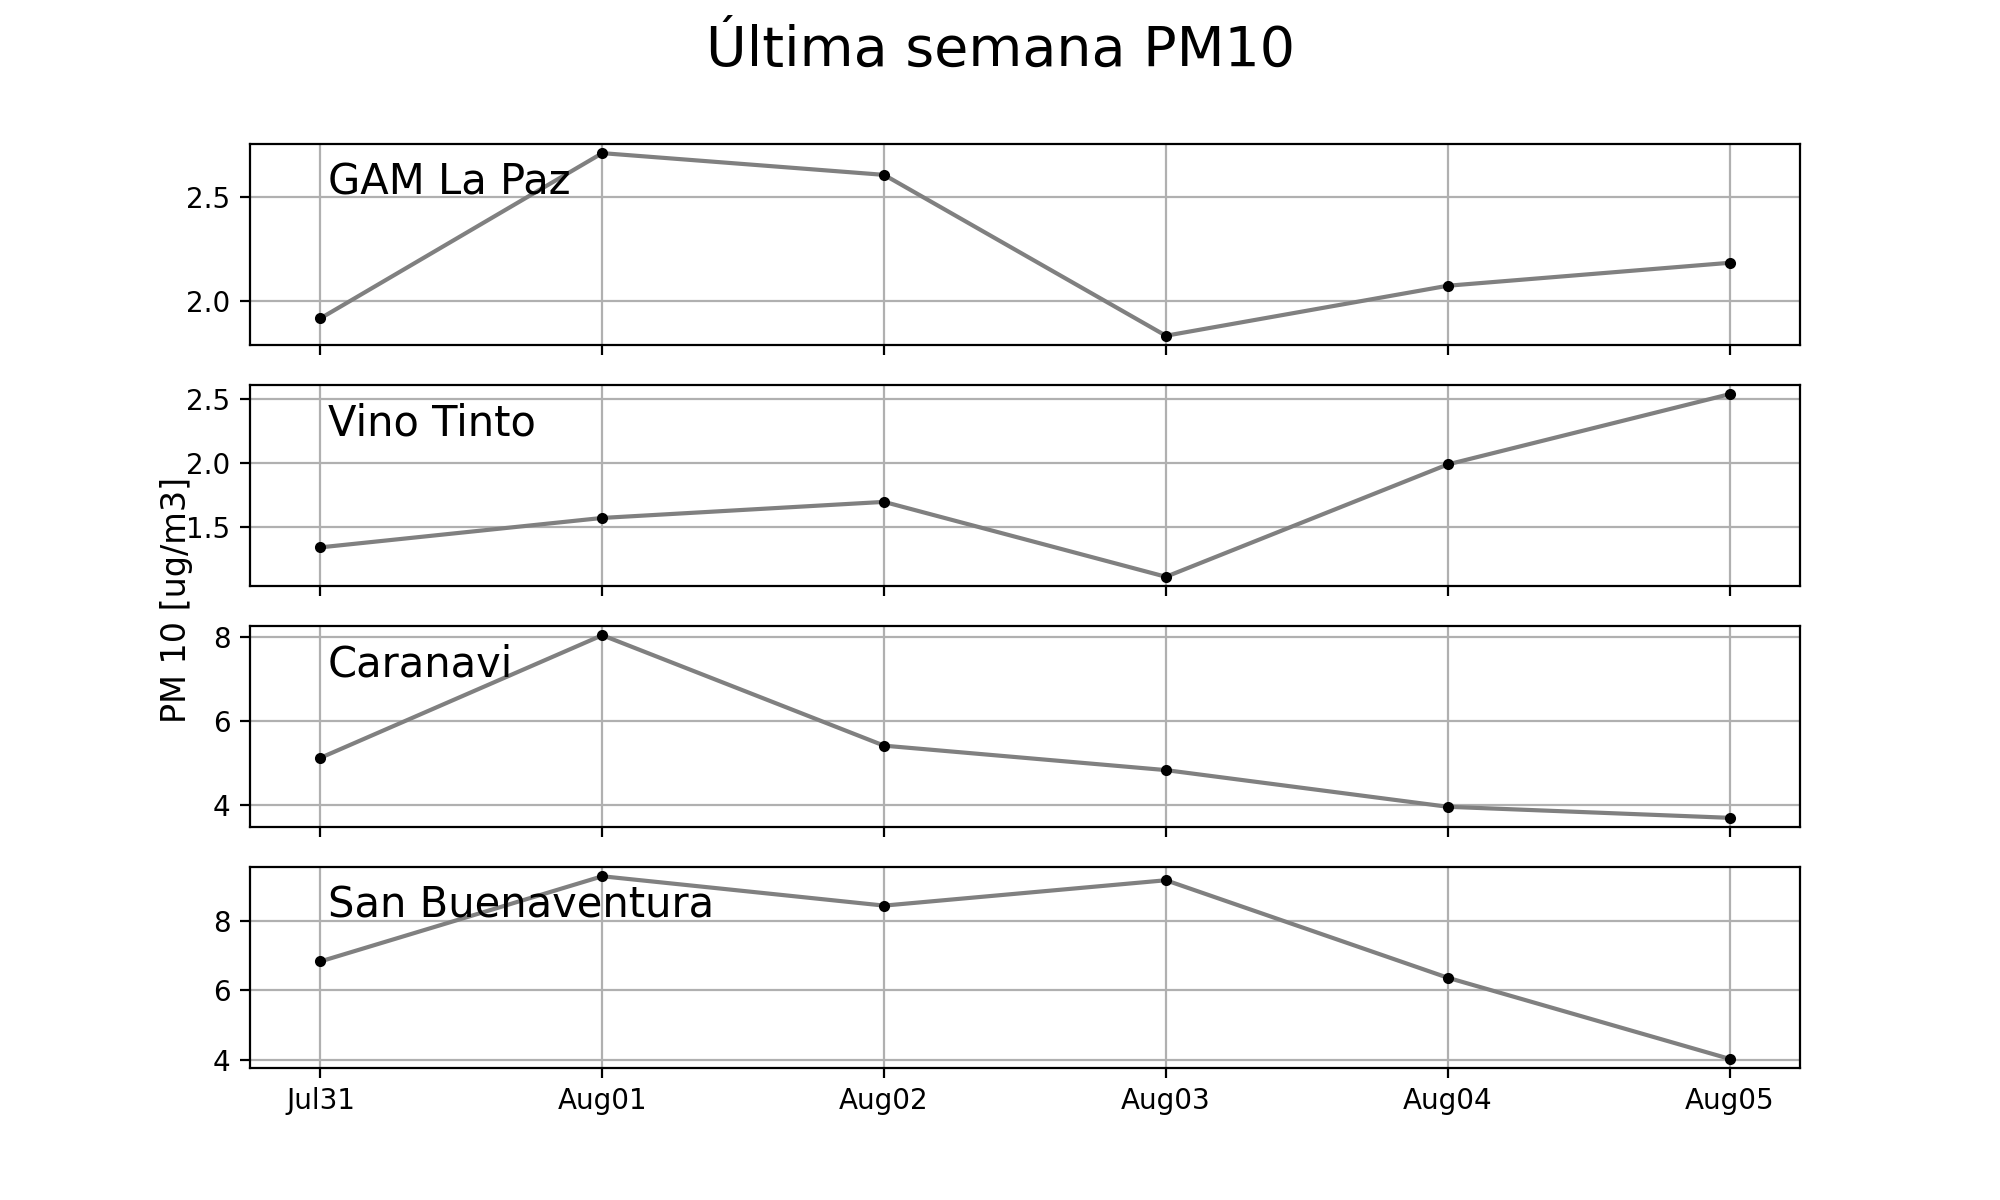 Última semana PM10
GAM La Paz
2.5
2.0
Vino Tinto
2.5
2.0
1.5
PM 10 [ug/m3]
Caranavi
8
6
4
San Buenaventura
8
6
4
Jul31 Aug01 Aug02 Aug03 Aug04 Aug05